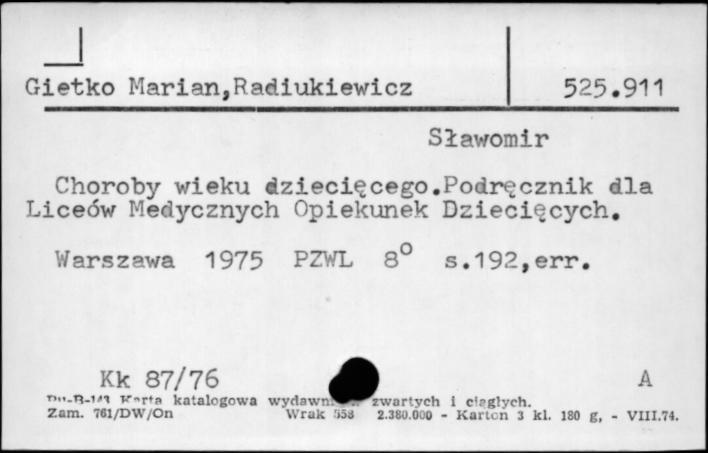 Gietko Marian,Radiukiewicz 525.911
Sławomir
Choroby wieku dziecięcego.Podręcznik dla
Liceów Medycznych Opiekunek Dziecięcych.
Warszawa 1975 PZWL 8° s.192,err.
Kk 87/76 A
Karta katalogowa zwartych i ciągłych.
Zam. 761/DW/On Wrak 558 2.380.000 - Karton 3 kl. 180 g, - VIII.74.